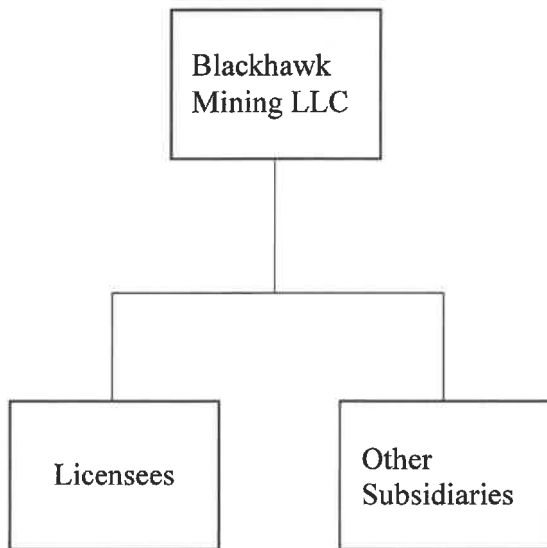 Blackhawk
Mining LLC
Licensees
Other
Subsidiaries